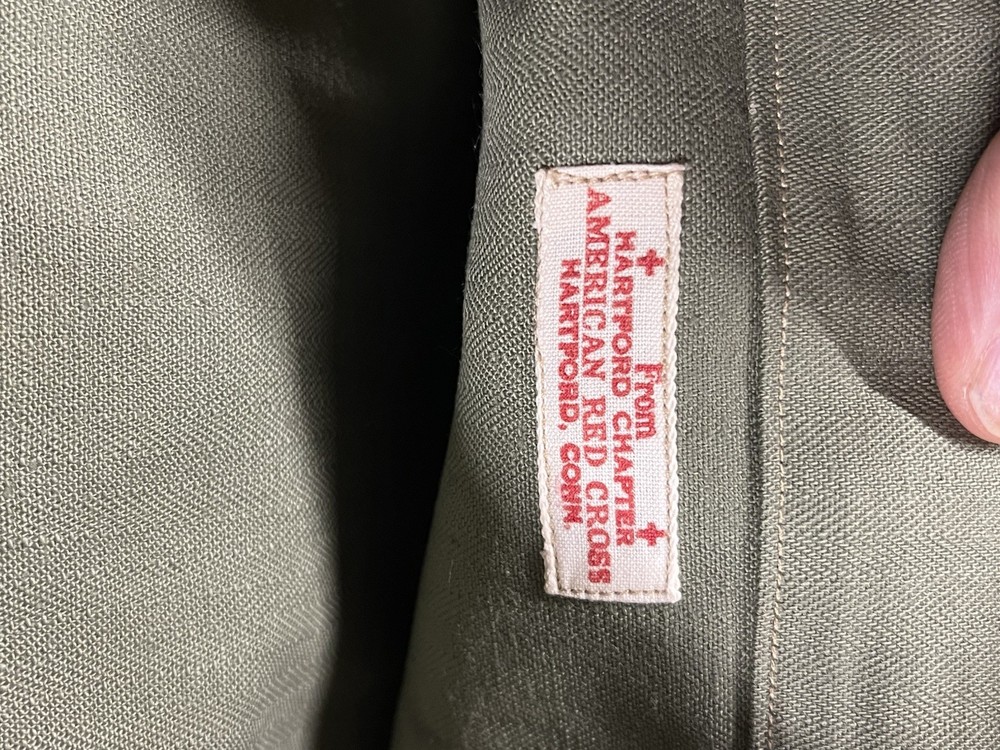 From
HARTFORD CHAPTER
AMERICAN RED CROSS
HARTFORD, CONN